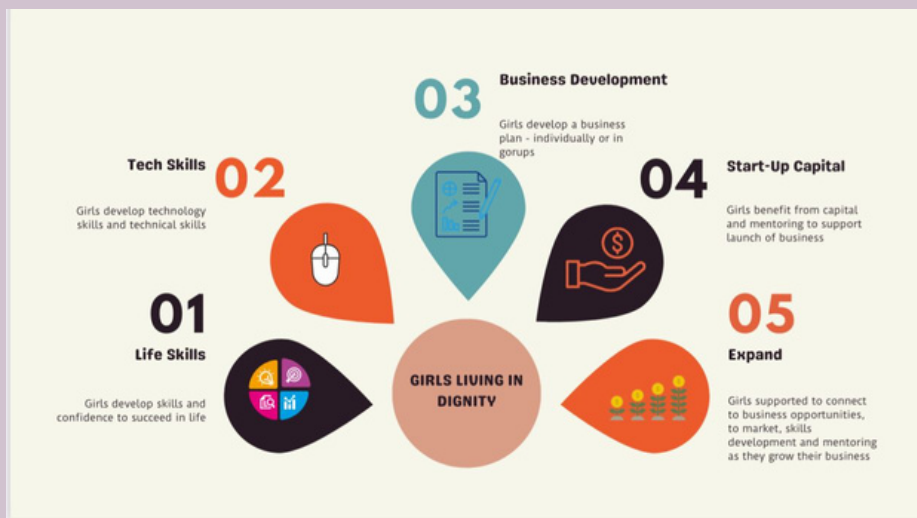 01
Life Skills
Girls develop skills and
confidence to succeed in life
02
Tech Skills
Girls develop technology
skills and technical skills
03
Business Development
Girls develop a business
plan - individually or in
gorups
04
Start-Up Capital
Girls benefit from capital
and mentoring to support
launch of business
05
Expand
Girls supported to connect
to business opportunities,
to market, skills
development and mentoring
as they grow their business
GIRLS LIVING IN
DIGNITY